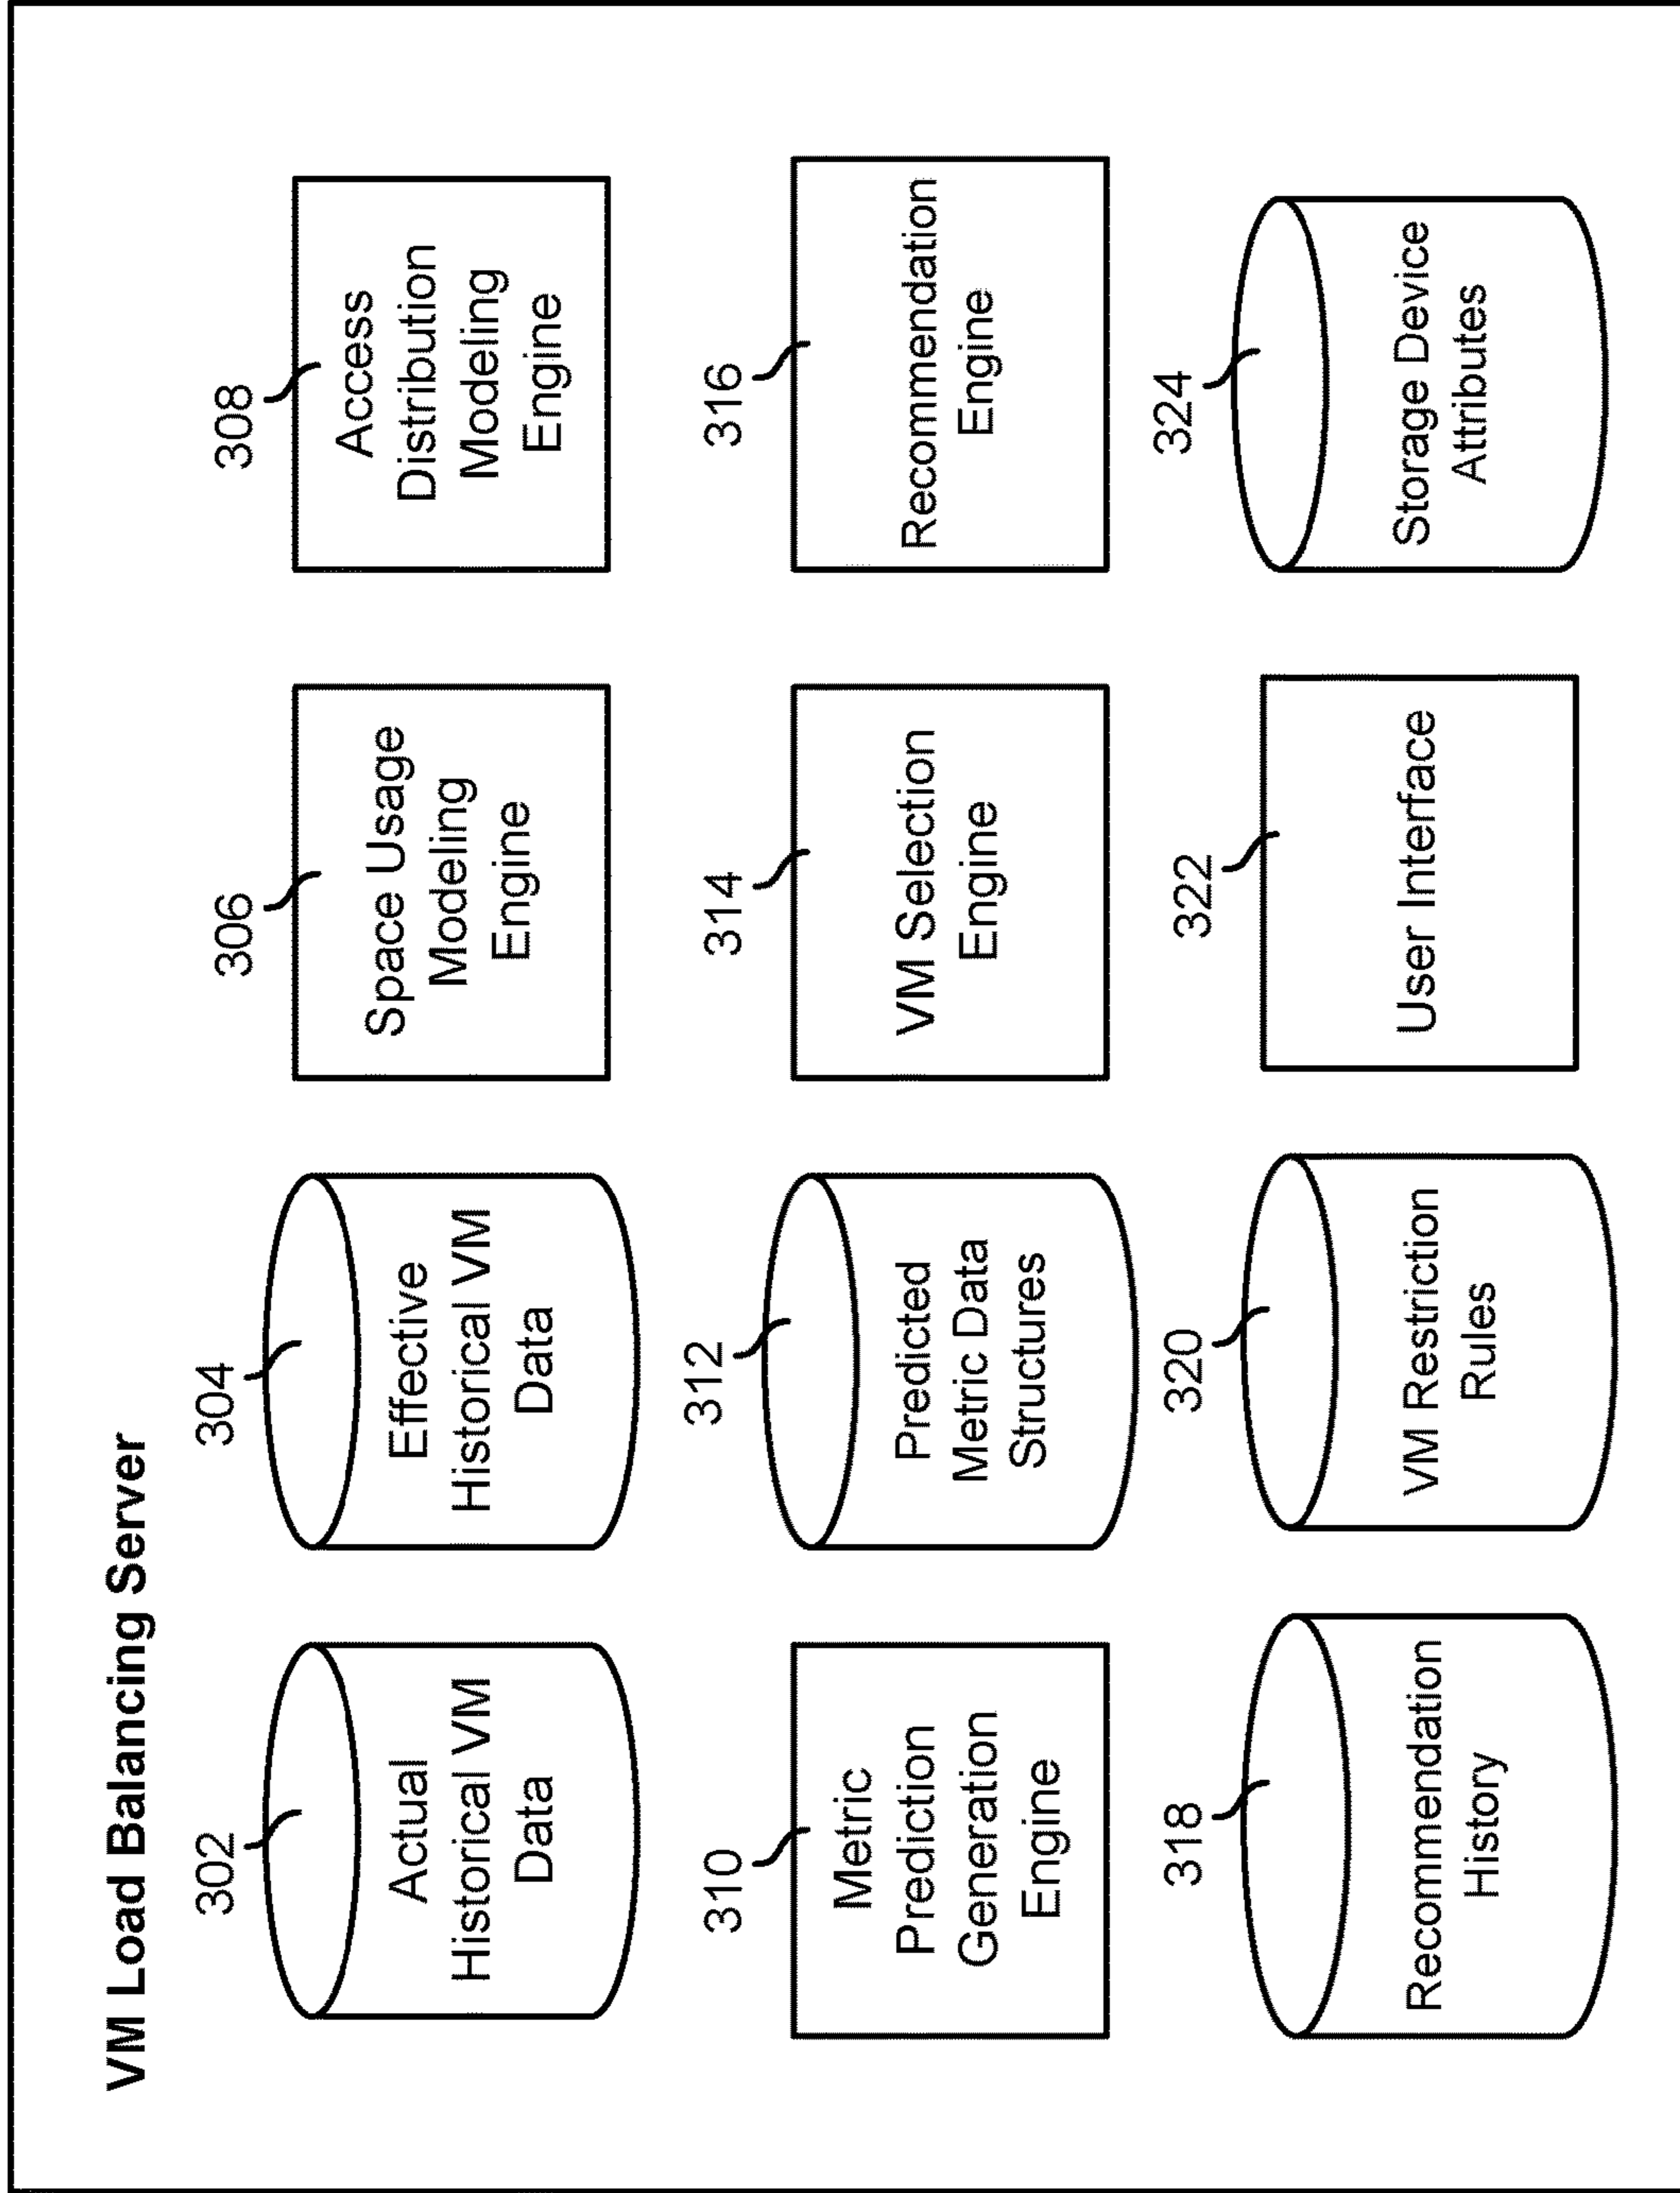 VM Load Balancing Server
302
Actual
Historical VM
Data
304
Effective
Historical VM
Data
306
Space Usage
Modeling
Engine
308
Access
Distribution
Modeling
Engine
310
Metric
Prediction
Generation
Engine
312
Predicted
Metric Data
Structures
314
VM Selection
Engine
316
Recommendation
Engine
318
Recommendation
History
320
VM Restriction
Rules
322
User Interface
324
Storage Device
Attributes